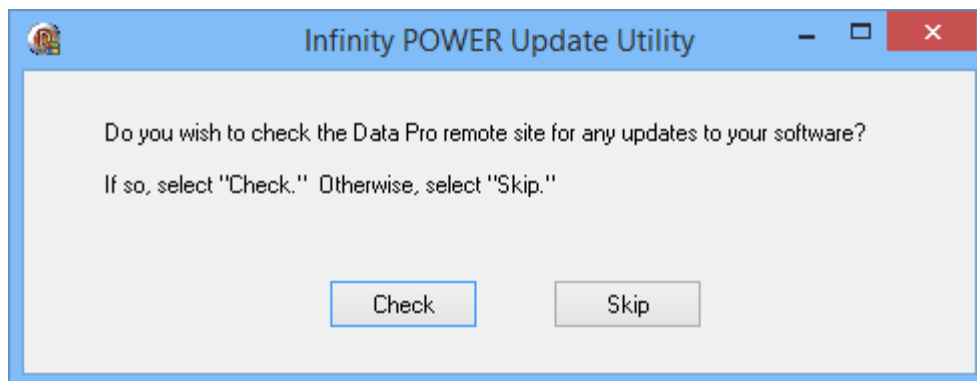 Infinity POWER Update Utility
Do you wish to check the Data Pro remote site for any updates to your software?
If so, select "Check."  Otherwise, select "Skip."
Check
Skip